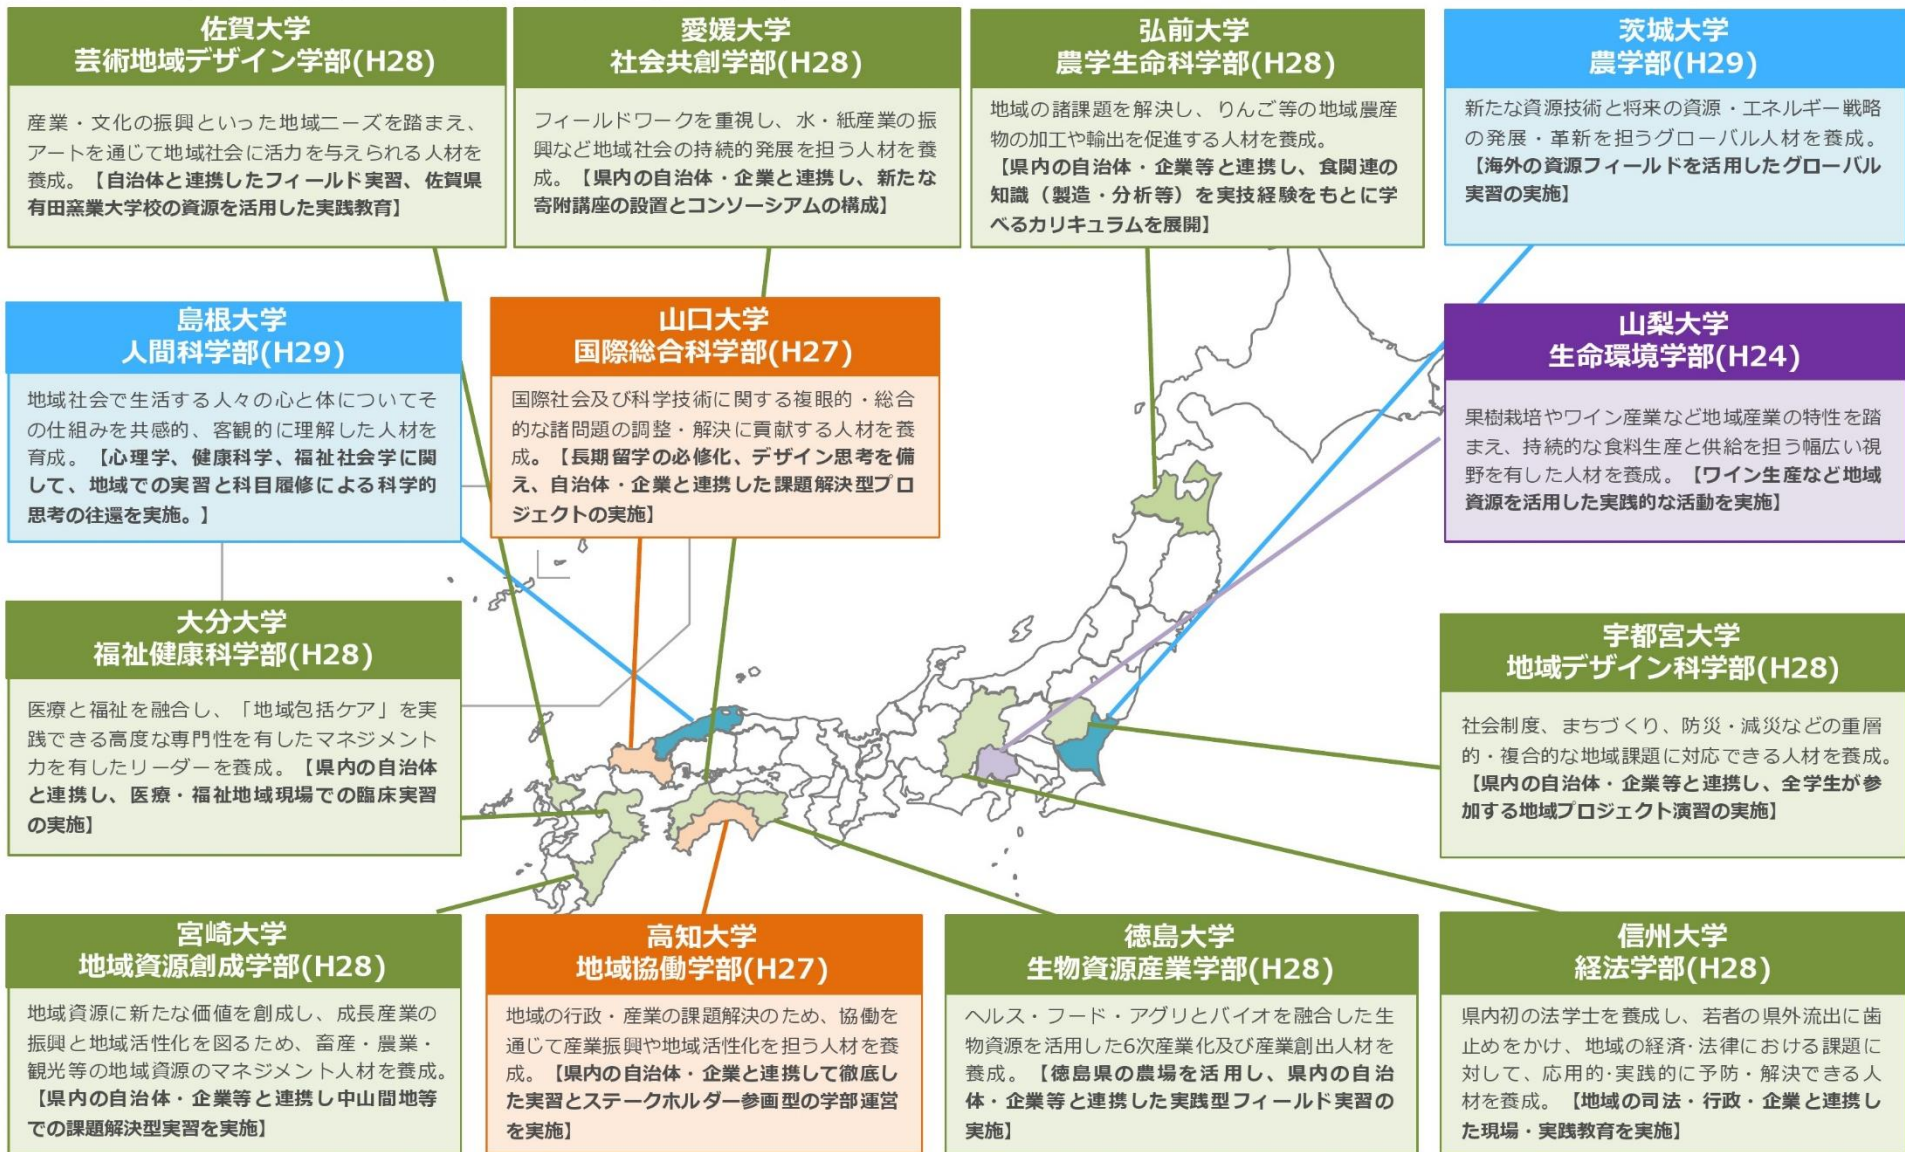 佐賀大学
芸術地域デザイン学部(H28)
産業・文化の振興といった地域ニーズを踏まえ、
アートを通じて地域社会に活力を与えられる人材を
養成。【自治体と連携したフィールド実習、佐賀県
有田窯業大学校の資源を活用した実践教育】
愛媛大学
社会共創学部(H28)
フィールドワークを重視し、水・紙産業の振
興など地域社会の持続的発展を担う人材を養
成。【県内の自治体・企業と連携し、新たな
寄附講座の設置とコンソーシアムの構成】
弘前大学
農学生命科学部(H28)
地域の諸課題を解決し、りんご等の地域農産
物の加工や輸出を促進する人材を養成。
【県内の自治体・企業等と連携し、食関連の
知識（製造・分析等）を実技経験をもとに学
べるカリキュラムを展開】
茨城大学
農学部(H29)
新たな資源技術と将来の資源・エネルギー戦略
の発展・革新を担うグローバル人材を養成。
【海外の資源フィールドを活用したグローバル
実習の実施】
島根大学
人間科学部(H29)
地域社会で生活する人々の心と体についてそ
の仕組みを共感的、客観的に理解した人材を
育成。【心理学、健康科学、福祉社会学に関
して、地域での実習と科目履修による科学的
思考の往還を実施。】
山口大学
国際総合科学部(H27)
国際社会及び科学技術に関する複眼的・総合
的な諸問題の調整・解決に貢献する人材を養
成。【長期留学の必修化、デザイン思考を備
え、自治体・企業と連携した課題解決型プロ
ジェクトの実施】
山梨大学
生命環境学部(H24)
果樹栽培やワイン産業など地域産業の特性を踏
まえ、持続的な食料生産と供給を担う幅広い視
野を有した人材を養成。【ワイン生産など地域
資源を活用した実践的な活動を実施】
大分大学
福祉健康科学部(H28)
医療と福祉を融合し、「地域包括ケア」を実
践できる高度な専門性を有したマネジメント
力を有したリーダーを養成。【県内の自治体
と連携し、医療・福祉地域現場での臨床実習
の実施】
宇都宮大学
地域デザイン科学部(H28)
社会制度、まちづくり、防災・減災などの重層
的・複合的な地域課題に対応できる人材を養成。
【県内の自治体・企業等と連携し、全学生が参
加する地域プロジェクト演習の実施】
宮崎大学
地域資源創成学部(H28)
地域資源に新たな価値を創成し、成長産業の
振興と地域活性化を図るため、畜産・農業・
観光等の地域資源のマネジメント人材を養成。
【県内の自治体・企業等と連携し中山間地等
での課題解決型実習を実施】
高知大学
地域協働学部(H27)
地域の行政・産業の課題解決のため、協働を
通じて産業振興や地域活性化を担う人材を養
成。【県内の自治体・企業と連携して徹底し
た実習とステークホルダー参画型の学部運営
を実施】
徳島大学
生物資源産業学部(H28)
ヘルス・フード・アグリとバイオを融合した生
物資源を活用した6次産業化及び産業創出人材を
養成。【徳島県の農場を活用し、県内の自治
体・企業等と連携した実践型フィールド実習の
実施】
信州大学
経法学部(H28)
県内初の法学士を養成し、若者の県外流出に歯
止めをかけ、地域の経済・法律における課題に
対して、応用的・実践的に予防・解決できる人
材を養成。【地域の司法・行政・企業と連携し
た現場・実践教育を実施】